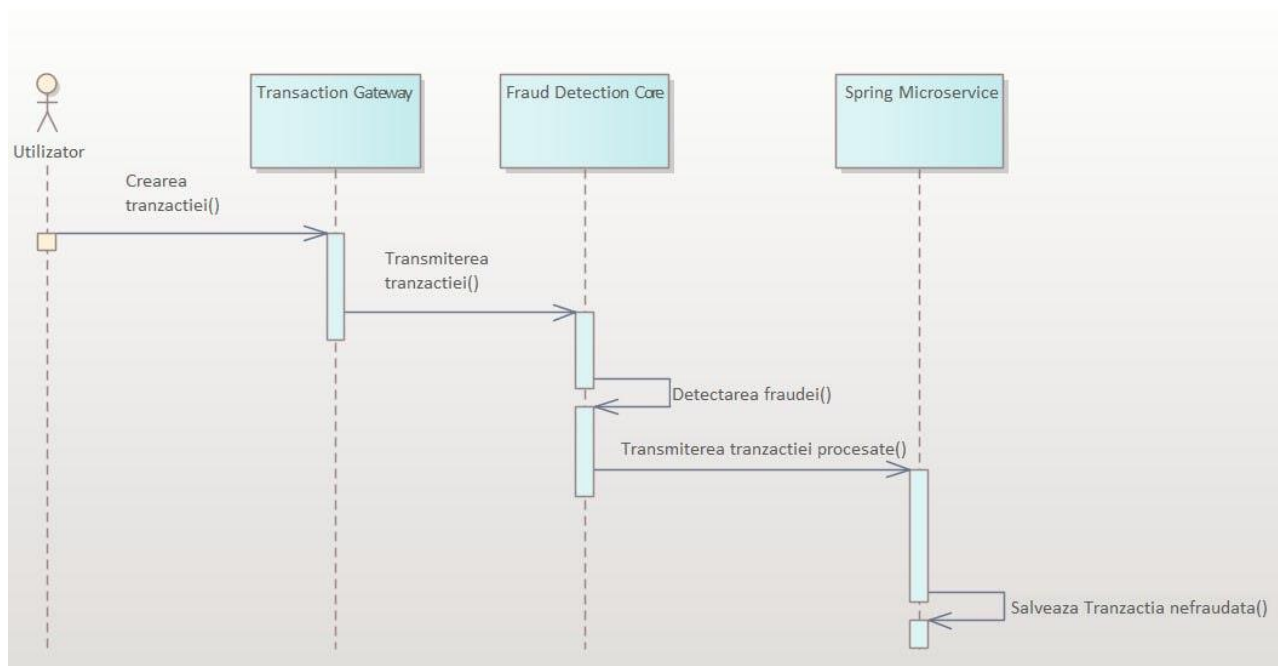 Transaction Gateway
Fraud Detection Core
Spring Microservice
Utilizator
Crearea
tranzactiei()
Transmiterea
tranzactiei()
Detectarea fraudei()
Transmiterea tranzactiei procesate()
Salveaza Tranzactia nefraudata()